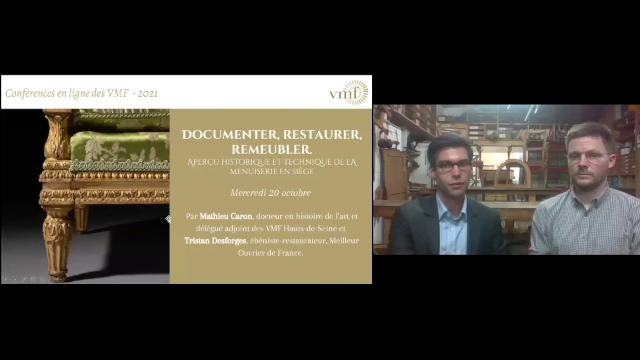 Conférences en ligne des VMF - 2021
vmf
DOCUMENTER, RESTAURER,
REMEUBLER.
APERÇU HISTORIQUE ET TECHNIQUE DE LA
MENUISERIE EN SIÈGE
Mercredi 20 octobre
Par Mathieu Caron, docteur en histoire de l'art et
délégué adjoint des VMF Hauts-de-Seine et
Tristan Desforges, ébéniste-restaurateur, Meilleur
Ouvrier de France.